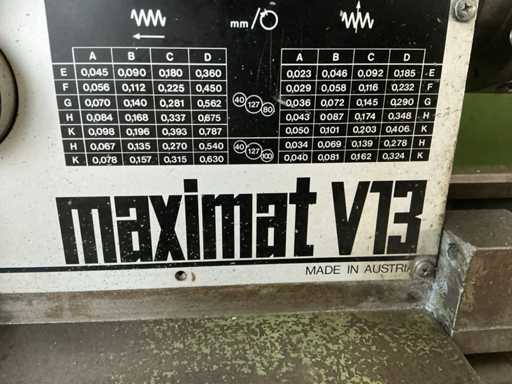 mm/
A B C D A B C D
E 0,045 0,090 0,180 0,360 0,023 0,046 0,092 0,185 E
F 0,056 0,112 0,225 0,450 0,029 0,058 0,116 0,232 F
G 0,070 0,140 0,281 0,562 40 127 80 0,036 0,072 0,145 0,290 G
H 0,084 0,168 0,337 0,675 0,043 0087 0,174 0,348 H
K 0,098 0,196 0,393 0,787 0,050 0,101 0,203 0,406 K
H 0,067 0,135 0,270 0,540 40 127 100 0,034 0,069 0,139 0,278 H
K 0,078 0,157 0,315 0,630 0,040 0,081 0,162 0,324 K
maximat V13
MADE IN AUSTRIA